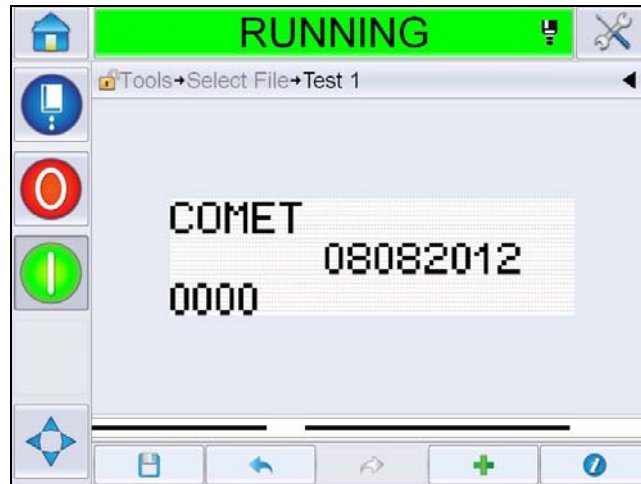 RUNNING
Tools→Select File→Test 1
COMET
08082012
0000